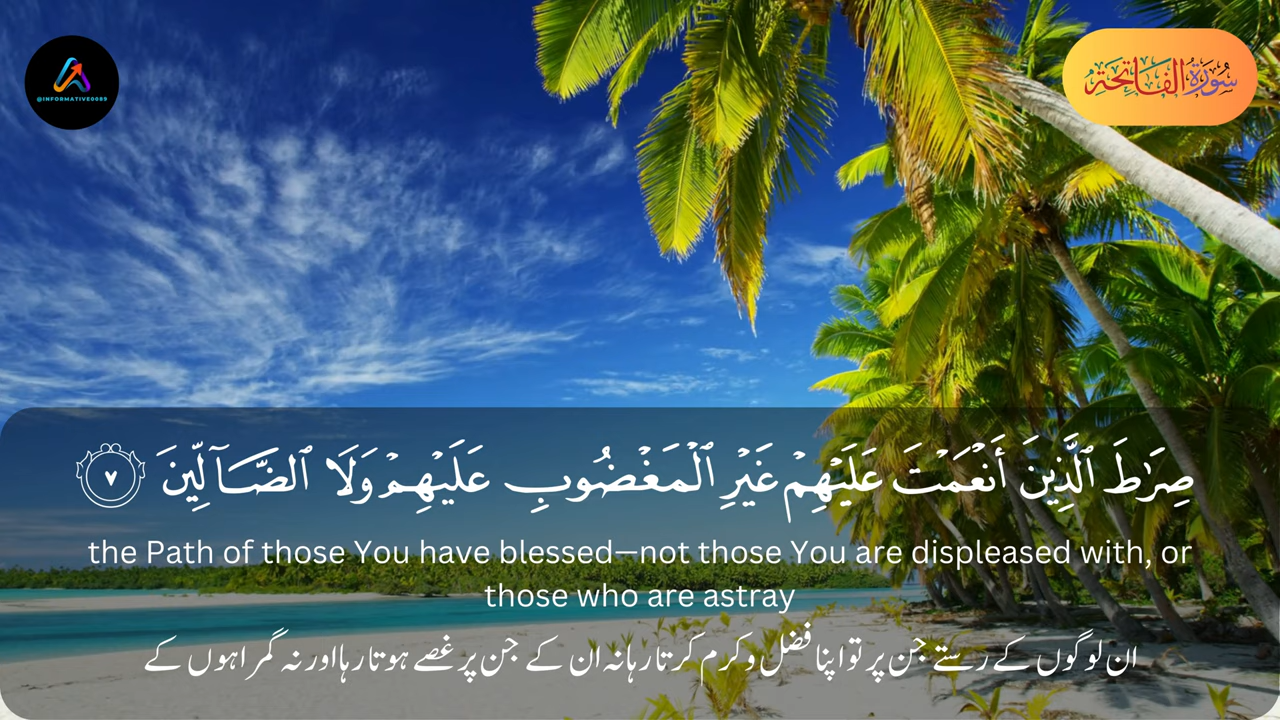 @INFORMATIVE0089
سُورَةُ الفَاتِحَةِ
صِرَٰطَ ٱلَّذِينَ أَنۡعَمۡتَ عَلَيۡهِمۡ غَيۡرِ ٱلۡمَغۡضُوبِ عَلَيۡهِمۡ وَلَا ٱلضَّآلِّينَ ٧
the Path of those You have blessed—not those You are displeased with, or
those who are astray
ان لوگوں کے رستے جن پر تو اپنا فضل و کرم کرتا رہا نہ ان کے جن پر غصے ہوتا رہا اور نہ گمراہوں کے